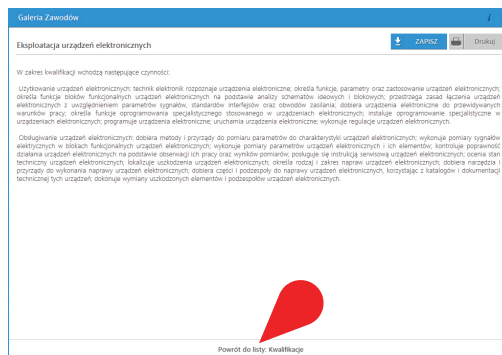 Galeria Zawodów
i
Eksploatacja urządzeń elektronicznych
ZAPISZ
Drukuj
W zakres kwalifikacji wchodzą następujące czynności:
Użytkowanie urządzeń elektronicznych: technik elektronik rozpoznaje urządzenia elektroniczne; określa funkcje, parametry oraz zastosowanie urządzeń elektronicznych;
określa funkcje bloków funkcjonalnych urządzeń elektronicznych na podstawie analizy schematów ideowych i blokowych; przestrzega zasad łączenia urządzeń
elektronicznych z uwzględnieniem parametrów sygnałów, standardów interfejsów oraz obwodów zasilania; dobiera urządzenia elektroniczne do przewidywanych
warunków pracy; określa funkcje oprogramowania specjalistycznego stosowanego w urządzeniach elektronicznych; instaluje oprogramowanie specjalistyczne w
urządzeniach elektronicznych; programuje urządzenia elektroniczne; uruchamia urządzenia elektroniczne; wykonuje regulacje urządzeń elektronicznych.
Obsługiwanie urządzeń elektronicznych: dobiera metody i przyrządy do pomiaru parametrów do charakterystyki urządzeń elektronicznych; wykonuje pomiary sygnałów
elektrycznych w blokach funkcjonalnych urządzeń elektronicznych; wykonuje pomiary parametrów urządzeń elektronicznych i ich elementów; kontroluje poprawność
działania urządzeń elektronicznych na podstawie obserwacji ich pracy oraz wyników pomiarów; posługuje się instrukcją serwisową urządzeń elektronicznych; ocenia stan
techniczny urządzeń elektronicznych; lokalizuje uszkodzenia urządzeń elektronicznych; określa rodzaj i zakres napraw urządzeń elektronicznych; dobiera narzędzia i
przyrządy do wykonania naprawy urządzeń elektronicznych; dobiera części i podzespoły do naprawy urządzeń elektronicznych, korzystając z katalogów i dokumentacji
technicznej tych urządzeń; dokonuje wymiany uszkodzonych elementów i podzespołów urządzeń elektronicznych.
Powrót do listy: Kwalifikacje